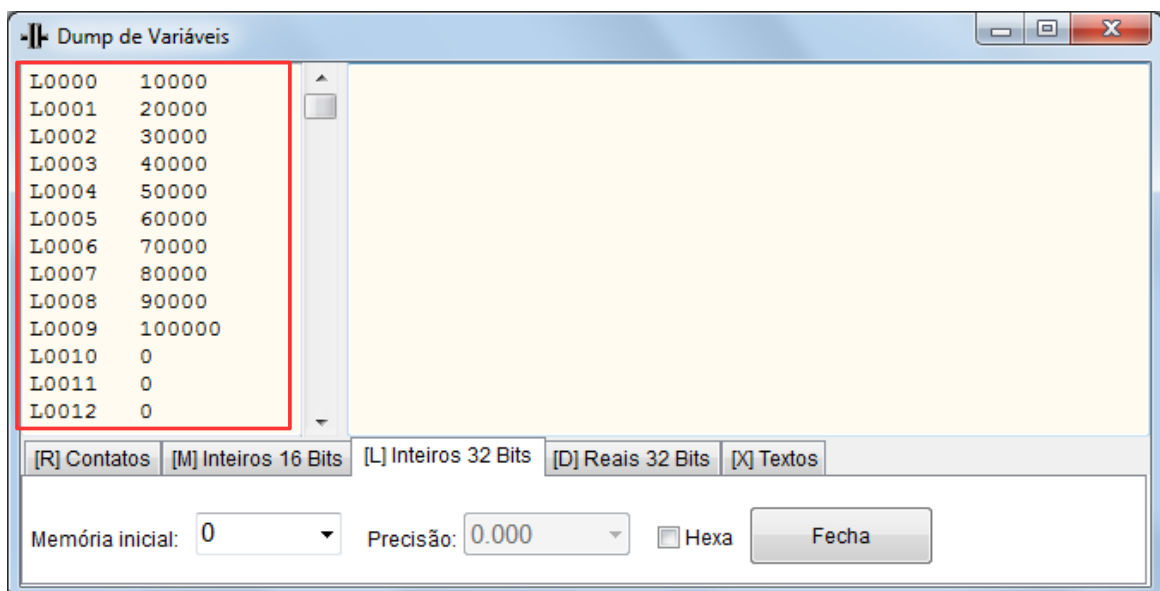 Dump de Variáveis
L0000 10000
L0001 20000
L0002 30000
L0003 40000
L0004 50000
L0005 60000
L0006 70000
L0007 80000
L0008 90000
L0009 100000
L0010 0
L0011 0
L0012 0
[R] Contatos [M] Inteiros 16 Bits [L] Inteiros 32 Bits [D] Reais 32 Bits [X] Textos
Memória inicial: 0 Precisão: 0.000 Hexa Fecha